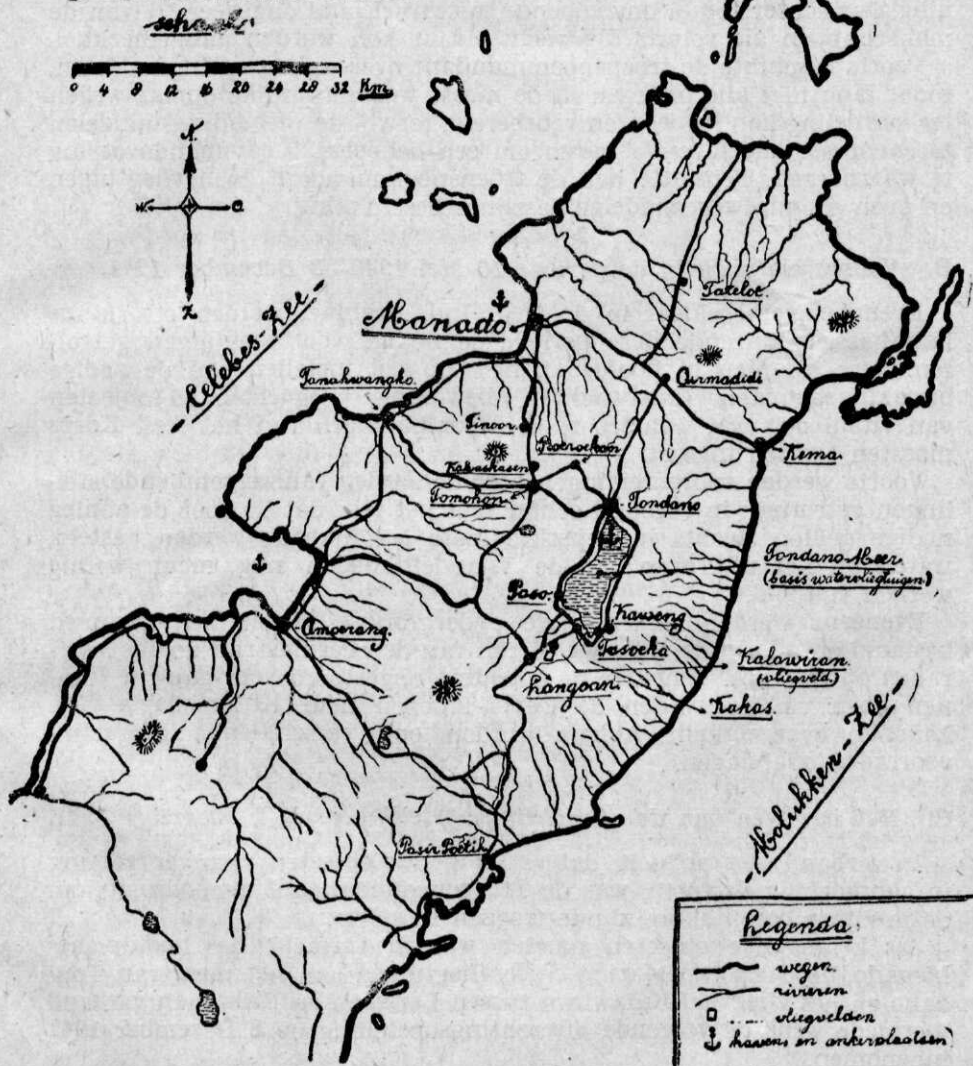 schaal:
0 4 8 12 16 20 24 28 32 Km.
N
W O
Z
Celebes-Zee
Manado
Tatelot.
Tanahwangko.
Airmadidi
Tinoor.
Roeroekan
Kakaskasen
Kema
Tomohon
Tondano
Tondano-Meer
(basis watervliegtuigen)
Paso.
Kaweng
Amoerang.
Tasoeka
Kalawiran.
(vliegveld.)
Langoan.
Kakas.
Molukken-Zee
Pasir Poetih
Legenda:
wegen.
rivieren
vliegvelden
havens en ankerplaatsen